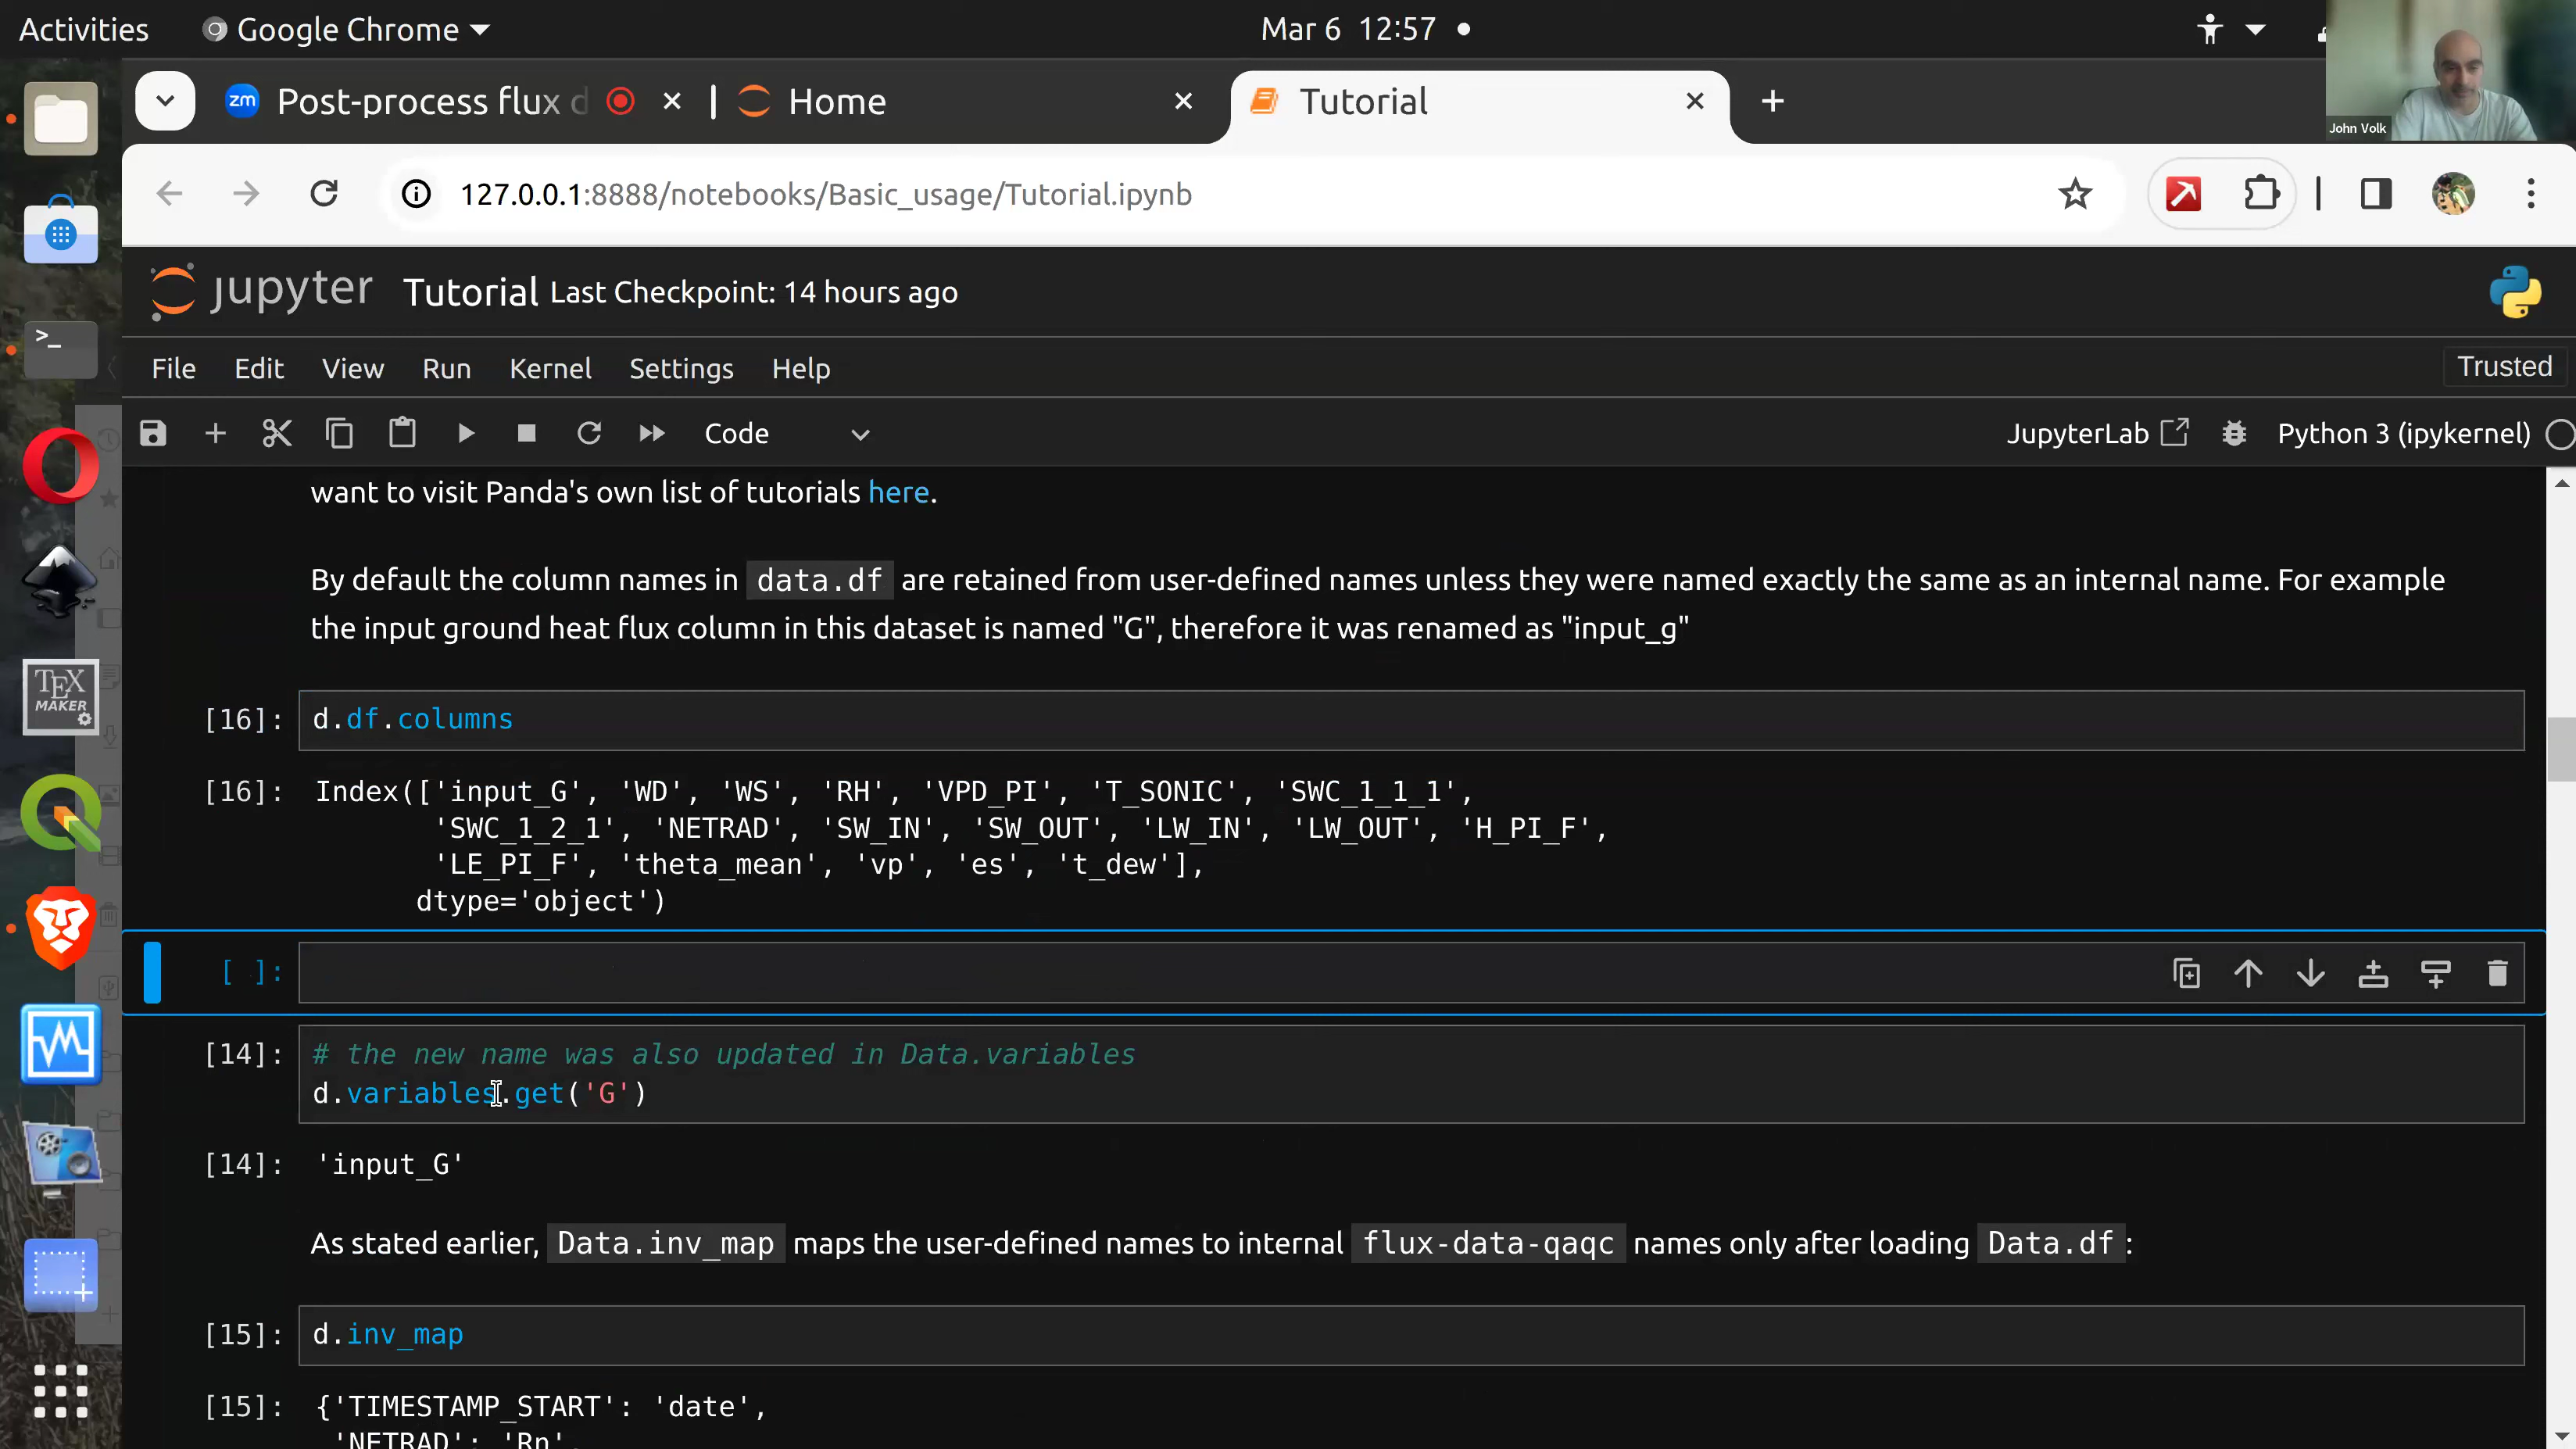 Activities
Google Chrome
Mar 6 12:57
John Volk
zm
Post-process flux d
Home
Tutorial
127.0.0.1:8888/notebooks/Basic_usage/Tutorial.ipynb
jupyter
Tutorial Last Checkpoint: 14 hours ago
File Edit View Run Kernel Settings Help
Trusted
Code
JupyterLab
Python 3 (ipykernel)
want to visit Panda's own list of tutorials here.
By default the column names in data.df are retained from user-defined names unless they were named exactly the same as an internal name. For example
the input ground heat flux column in this dataset is named "G", therefore it was renamed as "input_g"
[16]: d.df.columns
[16]: Index(['input_G', 'WD', 'WS', 'RH', 'VPD_PI', 'T_SONIC', 'SWC_1_1_1',
'SWC_1_2_1', 'NETRAD', 'SW_IN', 'SW_OUT', 'LW_IN', 'LW_OUT', 'H_PI_F',
'LE_PI_F', 'theta_mean', 'vp', 'es', 't_dew'],
dtype='object')
[ ]:
[14]: # the new name was also updated in Data.variables
d.variables.get('G')
[14]: 'input_G'
As stated earlier, Data.inv_map maps the user-defined names to internal flux-data-qaqc names only after loading Data.df:
[15]: d.inv_map
[15]: {'TIMESTAMP_START': 'date',
'NETRAD': 'Rn',
>_
TEX
MAKER